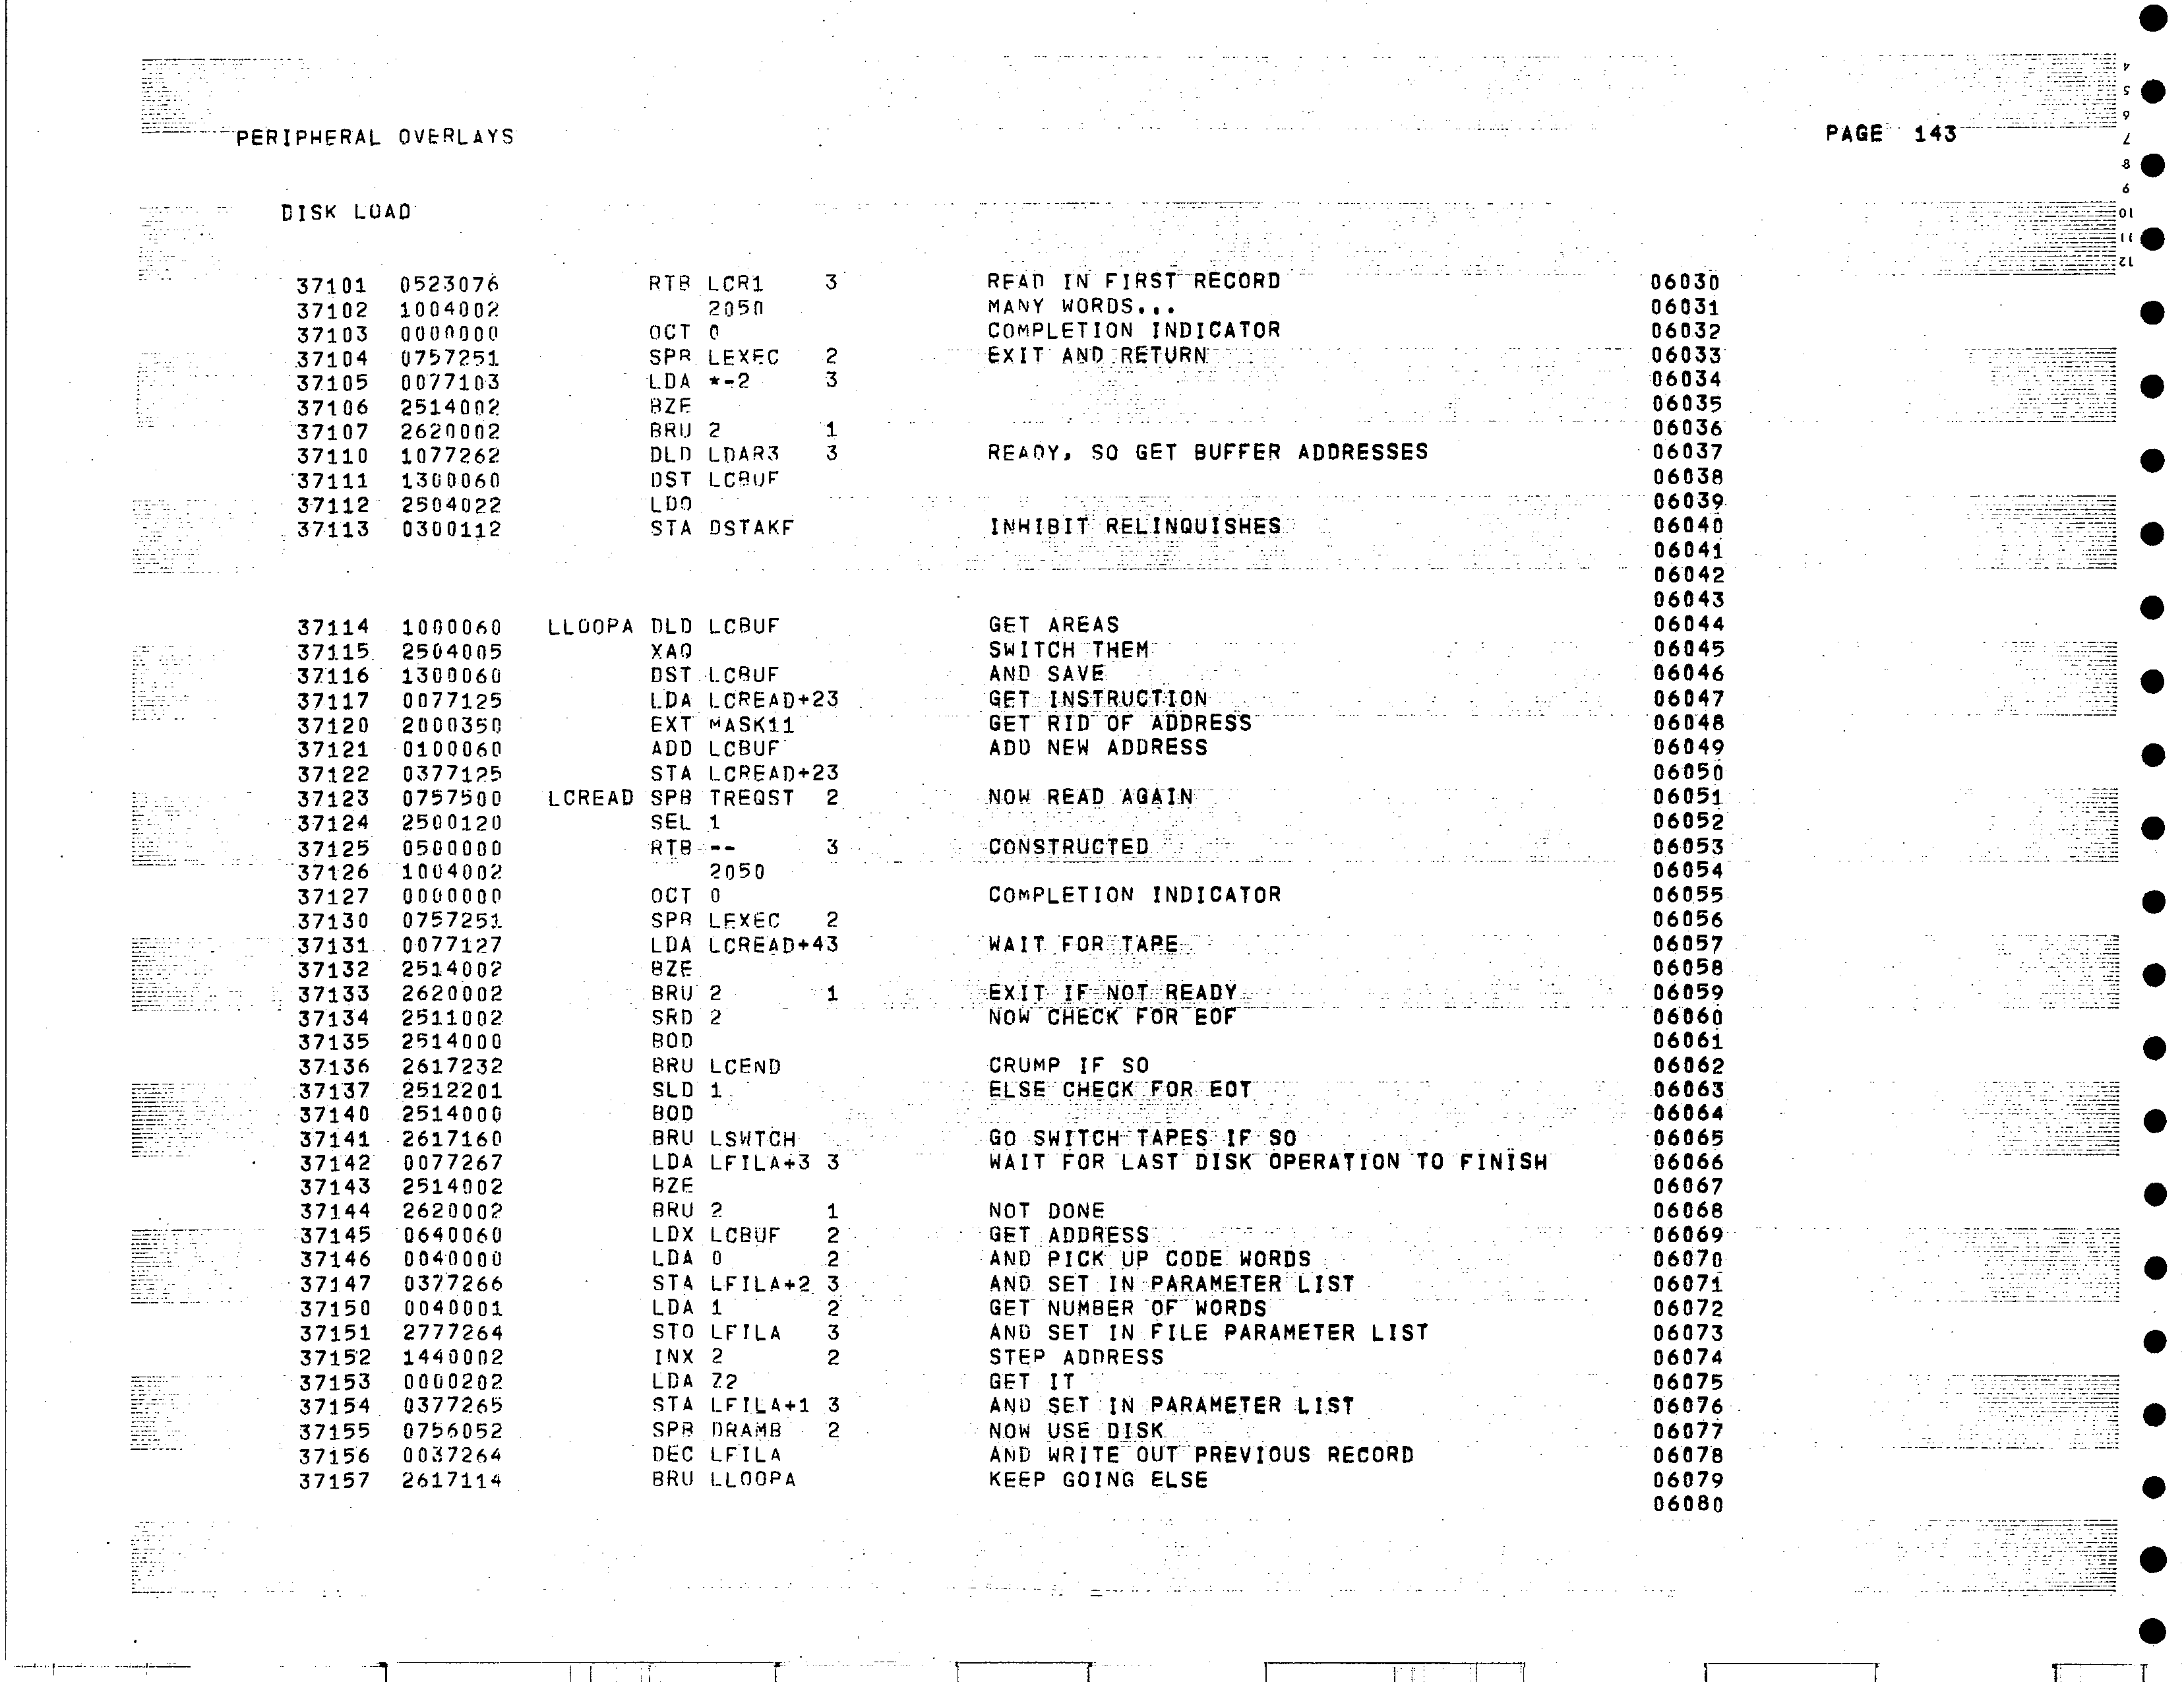 PERIPHERAL OVERLAYS PAGE 143
DISK LOAD
37101 0523076 RTB LCR1 3 READ IN FIRST RECORD 06030
37102 1004002 2050 MANY WORDS... 06031
37103 0000000 OCT 0 COMPLETION INDICATOR 06032
37104 0757251 SPB LEXEC 2 EXIT AND RETURN 06033
37105 0077103 LDA *-2 3 06034
37106 2514002 BZE 06035
37107 2620002 BRU 2 1 06036
37110 1077262 DLD LDAR3 3 READY, SO GET BUFFER ADDRESSES 06037
37111 1300060 DST LCBUF 06038
37112 2504022 LDO 06039
37113 0300112 STA DSTAKF INHIBIT RELINQUISHES 06040
06041
06042
06043
37114 1000060 LLOOPA DLD LCBUF GET AREAS 06044
37115 2504005 XAQ SWITCH THEM 06045
37116 1300060 DST LCBUF AND SAVE 06046
37117 0077125 LDA LCREAD+23 GET INSTRUCTION 06047
37120 2000350 EXT MASK11 GET RID OF ADDRESS 06048
37121 0100060 ADD LCBUF ADD NEW ADDRESS 06049
37122 0377125 STA LCREAD+23 06050
37123 0757500 LCREAD SPB TREQST 2 NOW READ AGAIN 06051
37124 2500120 SEL 1 06052
37125 0500000 RTB -- 3 CONSTRUCTED 06053
37126 1004002 2050 06054
37127 0000000 OCT 0 COMPLETION INDICATOR 06055
37130 0757251 SPB LEXEC 2 06056
37131 0077127 LDA LCREAD+43 WAIT FOR TAPE 06057
37132 2514002 BZE 06058
37133 2620002 BRU 2 1 EXIT IF NOT READY 06059
37134 2511002 SRD 2 NOW CHECK FOR EOF 06060
37135 2514000 BOD 06061
37136 2617232 BRU LCEND CRUMP IF SO 06062
37137 2512201 SLD 1 ELSE CHECK FOR EOT 06063
37140 2514000 BOD 06064
37141 2617160 BRU LSWTCH GO SWITCH TAPES IF SO 06065
37142 0077267 LDA LFILA+3 3 WAIT FOR LAST DISK OPERATION TO FINISH 06066
37143 2514002 BZE 06067
37144 2620002 BRU 2 1 NOT DONE 06068
37145 0640060 LDX LCBUF 2 GET ADDRESS 06069
37146 0040000 LDA 0 2 AND PICK UP CODE WORDS 06070
37147 0377266 STA LFILA+2 3 AND SET IN PARAMETER LIST 06071
37150 0040001 LDA 1 2 GET NUMBER OF WORDS 06072
37151 2777264 STO LFILA 3 AND SET IN FILE PARAMETER LIST 06073
37152 1440002 INX 2 2 STEP ADDRESS 06074
37153 0000202 LDA Z2 GET IT 06075
37154 0377265 STA LFILA+1 3 AND SET IN PARAMETER LIST 06076
37155 0756052 SPB DRAMB 2 NOW USE DISK 06077
37156 0037264 DEC LFILA AND WRITE OUT PREVIOUS RECORD 06078
37157 2617114 BRU LLOOPA KEEP GOING ELSE 06079
06080
4
5
6
7
8
9
10
11
12